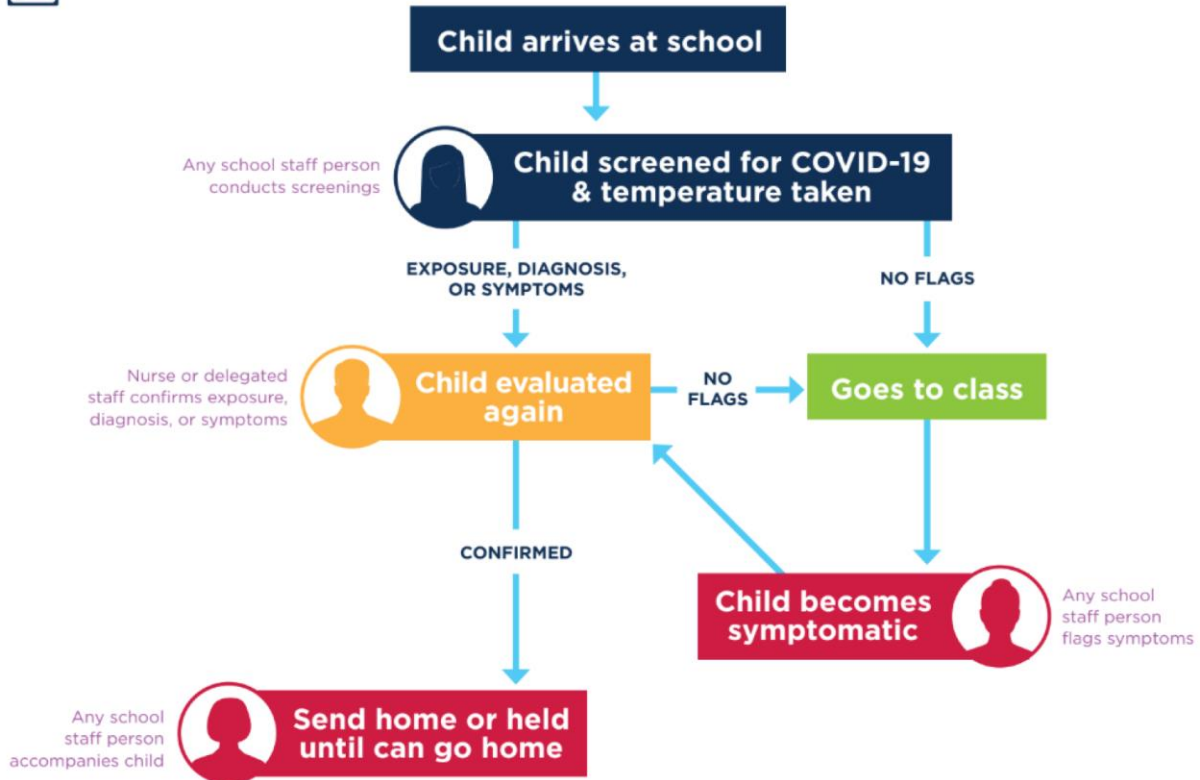 Child arrives at school
Any school staff person
conducts screenings
Child screened for COVID-19
& temperature taken
EXPOSURE, DIAGNOSIS,
OR SYMPTOMS
NO FLAGS
Nurse or delegated
staff confirms exposure,
diagnosis, or symptoms
Child evaluated
again
NO
FLAGS
Goes to class
CONFIRMED
Child becomes
symptomatic
Any school
staff person
flags symptoms
Any school
staff person
accompanies child
Send home or held
until can go home